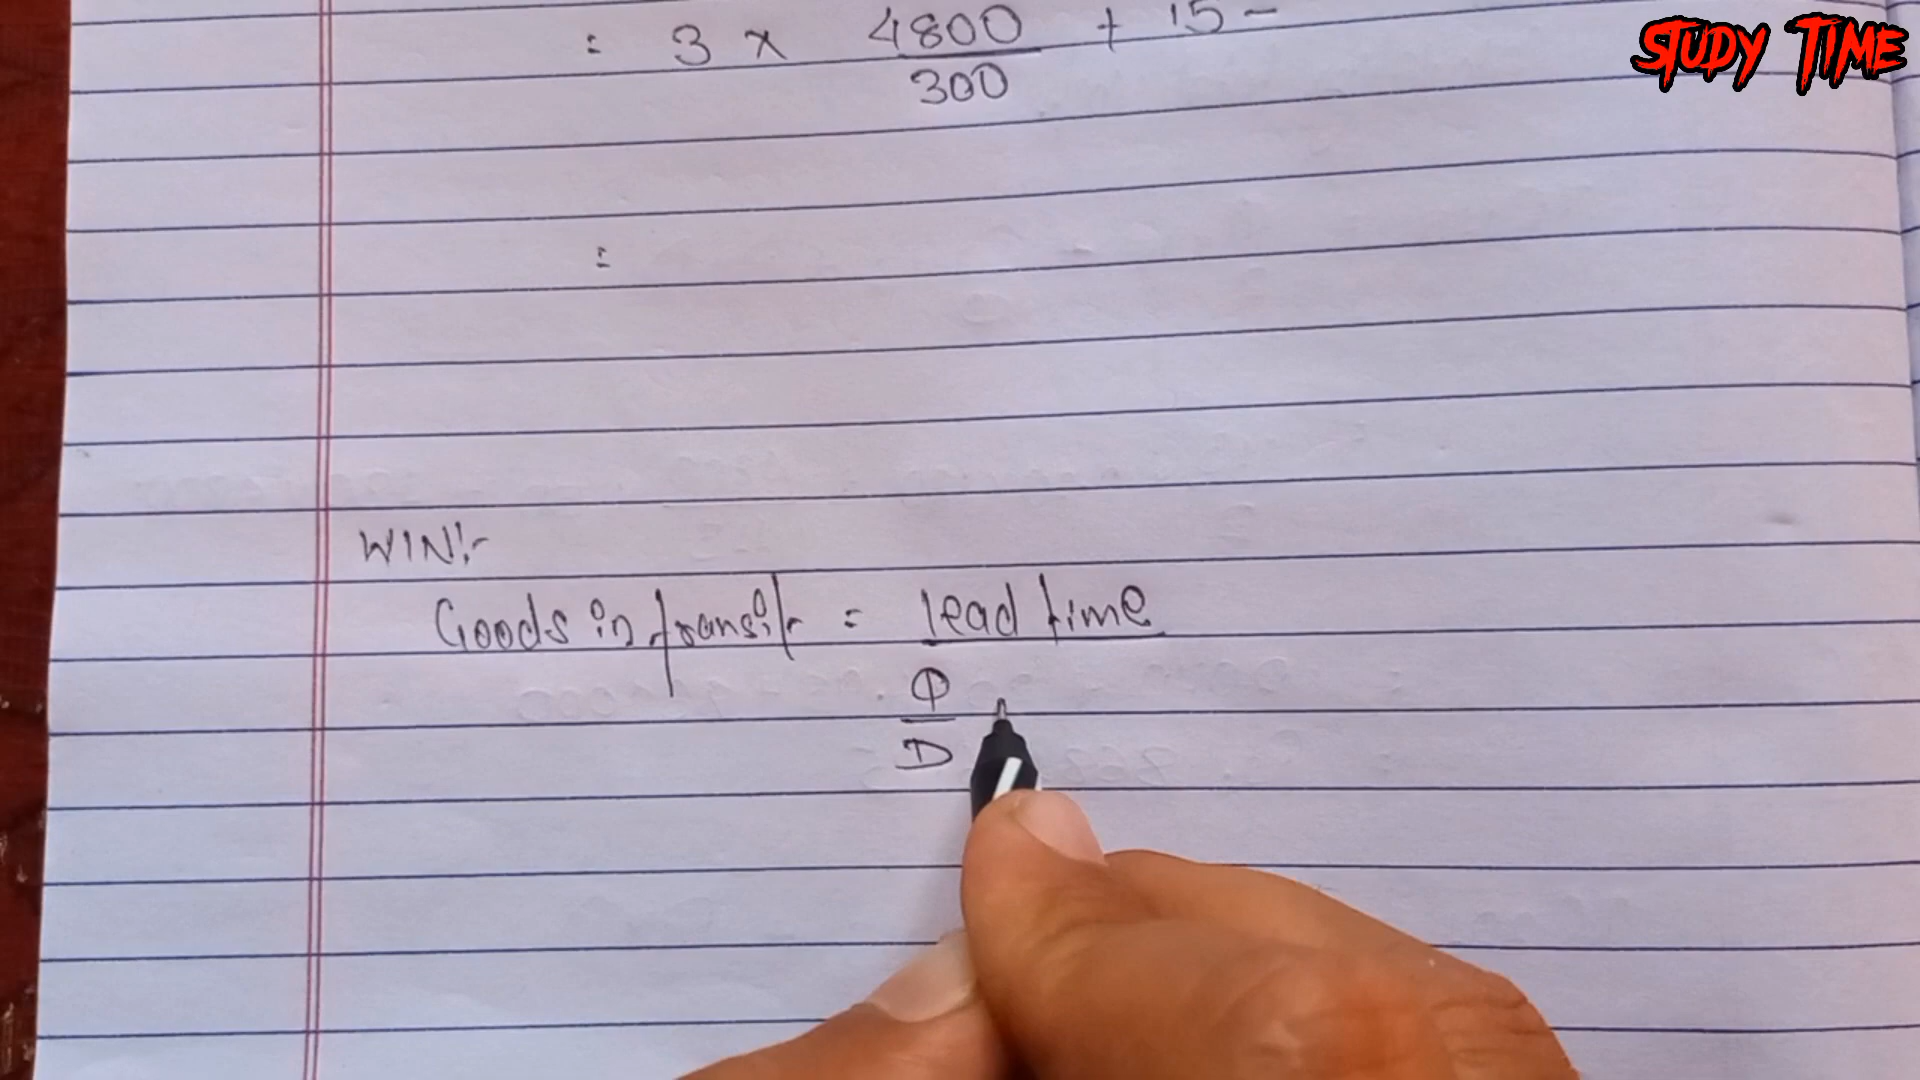 STUDY TIME
= 3 × 4800 + 15 -
300
=
WIN:-
Goods in transit = lead time
Q
D